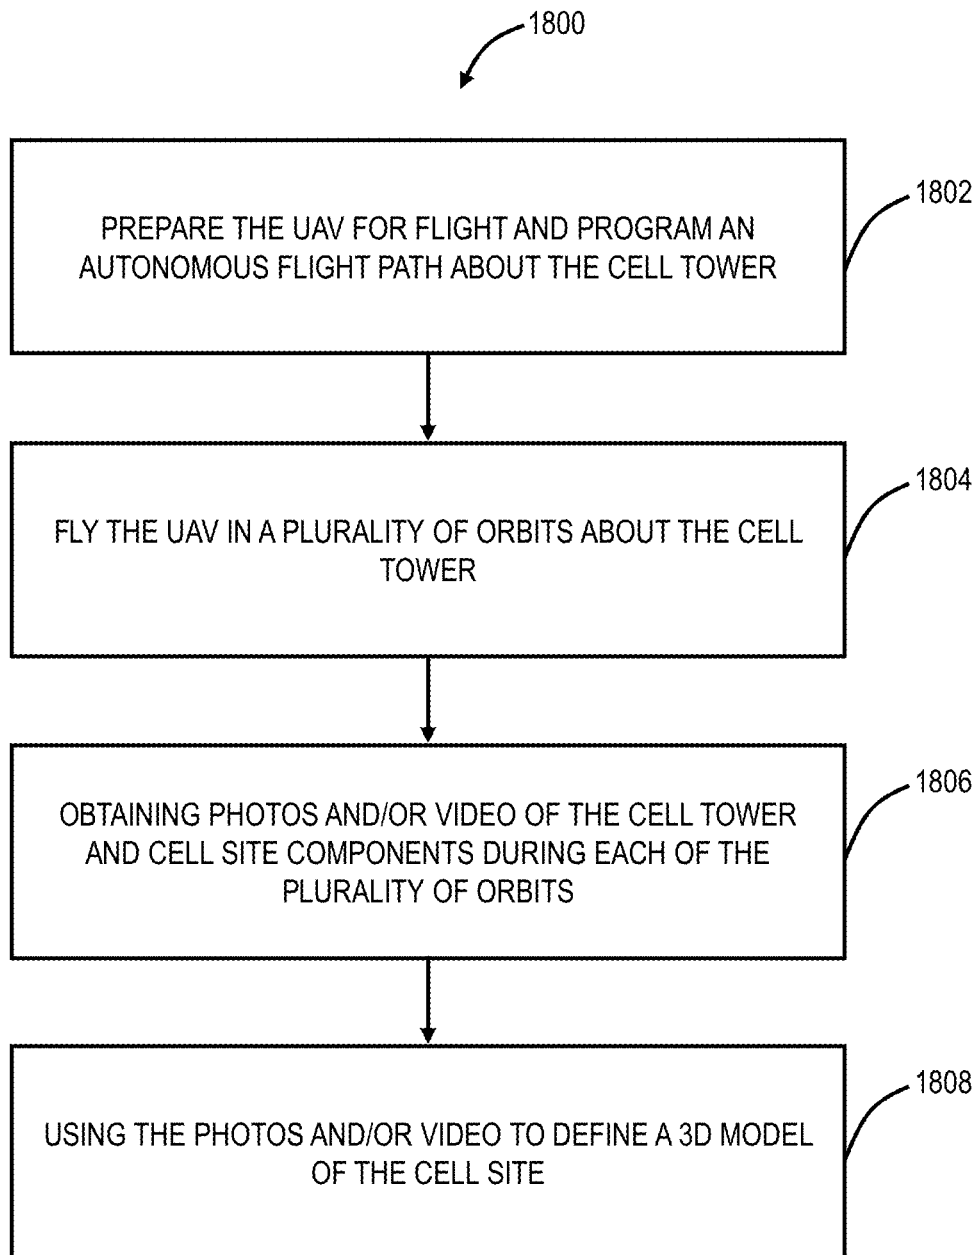 1800
PREPARE THE UAV FOR FLIGHT AND PROGRAM AN
AUTONOMOUS FLIGHT PATH ABOUT THE CELL TOWER
1802
FLY THE UAV IN A PLURALITY OF ORBITS ABOUT THE CELL
TOWER
1804
OBTAINING PHOTOS AND/OR VIDEO OF THE CELL TOWER
AND CELL SITE COMPONENTS DURING EACH OF THE
PLURALITY OF ORBITS
1806
USING THE PHOTOS AND/OR VIDEO TO DEFINE A 3D MODEL
OF THE CELL SITE
1808